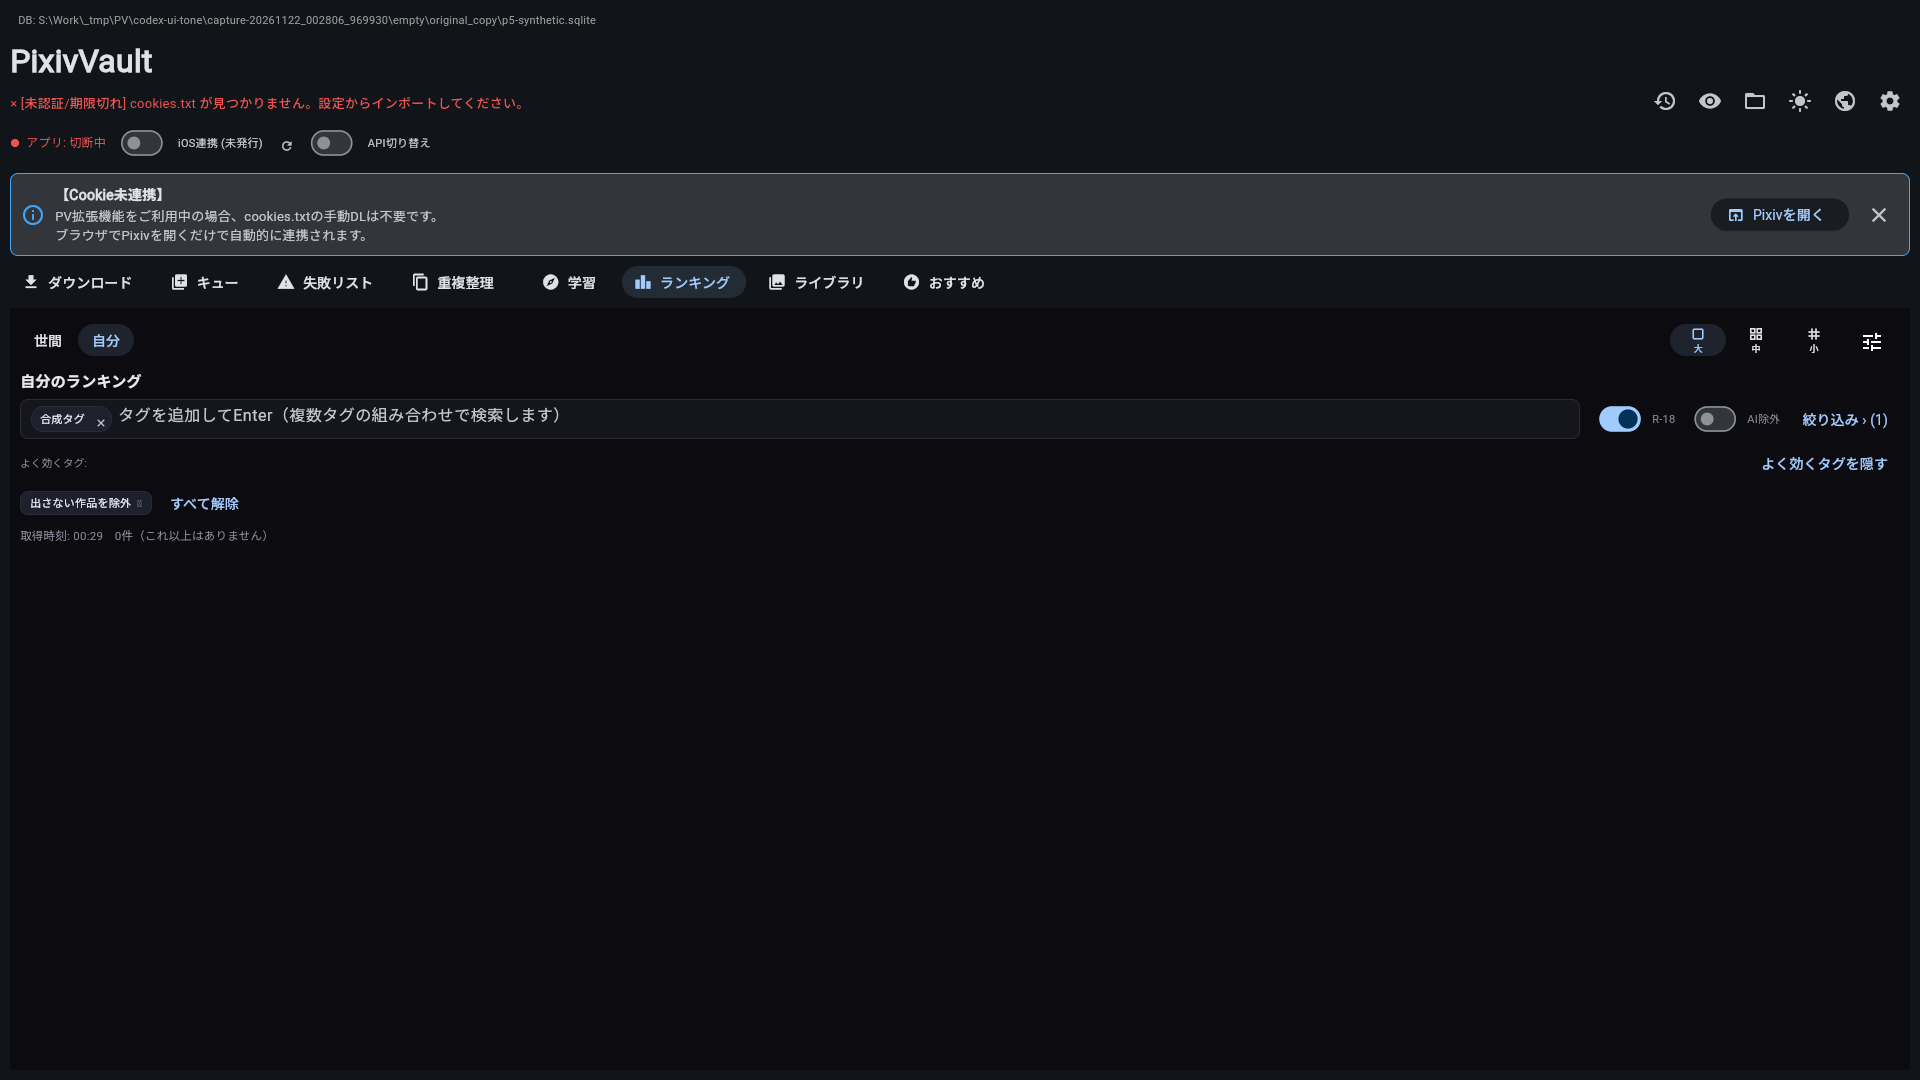 DB: S:\Work\_tmp\PV\codex-ui-tone\capture-20261122_002806_969930\empty\original_copy\p5-synthetic.sqlite
PixivVault
× [未認証/期限切れ] cookies.txt が見つかりません。設定からインポートしてください。
アプリ: 切断中 iOS連携 (未発行) API切り替え
【Cookie未連携】
PV拡張機能をご利用中の場合、cookies.txtの手動DLは不要です。
ブラウザでPixivを開くだけで自動的に連携されます。
Pixivを開く
ダウンロード キュー 失敗リスト 重複整理 学習 ランキング ライブラリ おすすめ
世間 自分 大 中 小
自分のランキング
合成タグ × タグを追加してEnter（複数タグの組み合わせで検索します） R-18 AI除外 絞り込み › (1)
よく効くタグ: よく効くタグを隠す
出さない作品を除外 すべて解除
取得時刻: 00:29 0件（これ以上はありません）